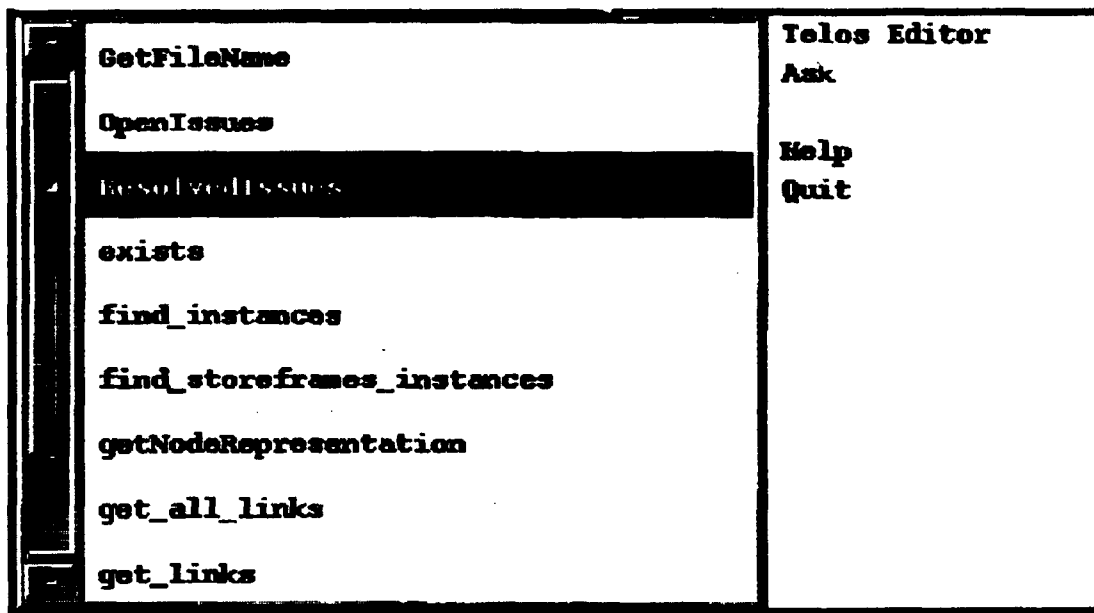 GetFileName
OpenIssues
ResolvedIssues
exists
find_instances
find_storeframes_instances
getNodeRepresentation
get_all_links
get_links
Telos Editor
Ask
Help
Quit